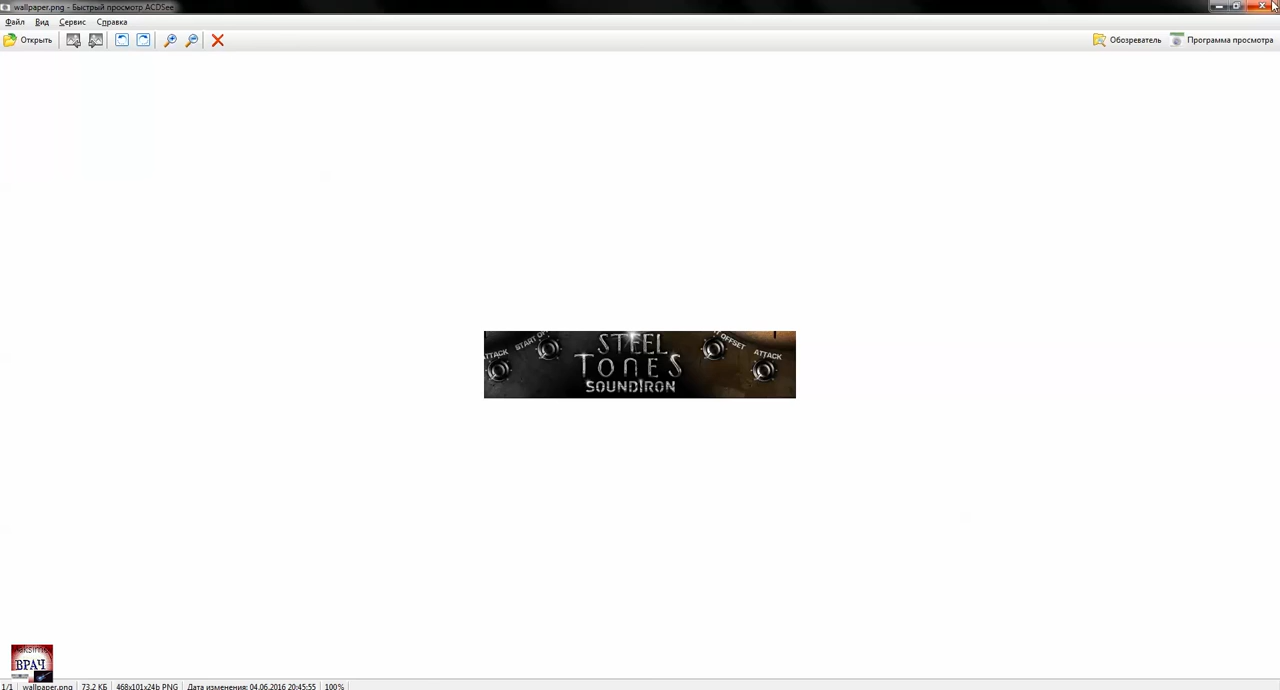 wallpaper.png - Быстрый просмотр ACDSee
Файл Вид Сервис Справка
Открыть
Обозреватель Программа просмотра
STEEL
TONES
SOUNDIRON
ATTACK
START
OFFSET
ATTACK
ВРАЧ
1/1 wallpaper.png 73,2 КБ 468x101x24b PNG Дата изменения: 04.06.2016 20:45:55 100%